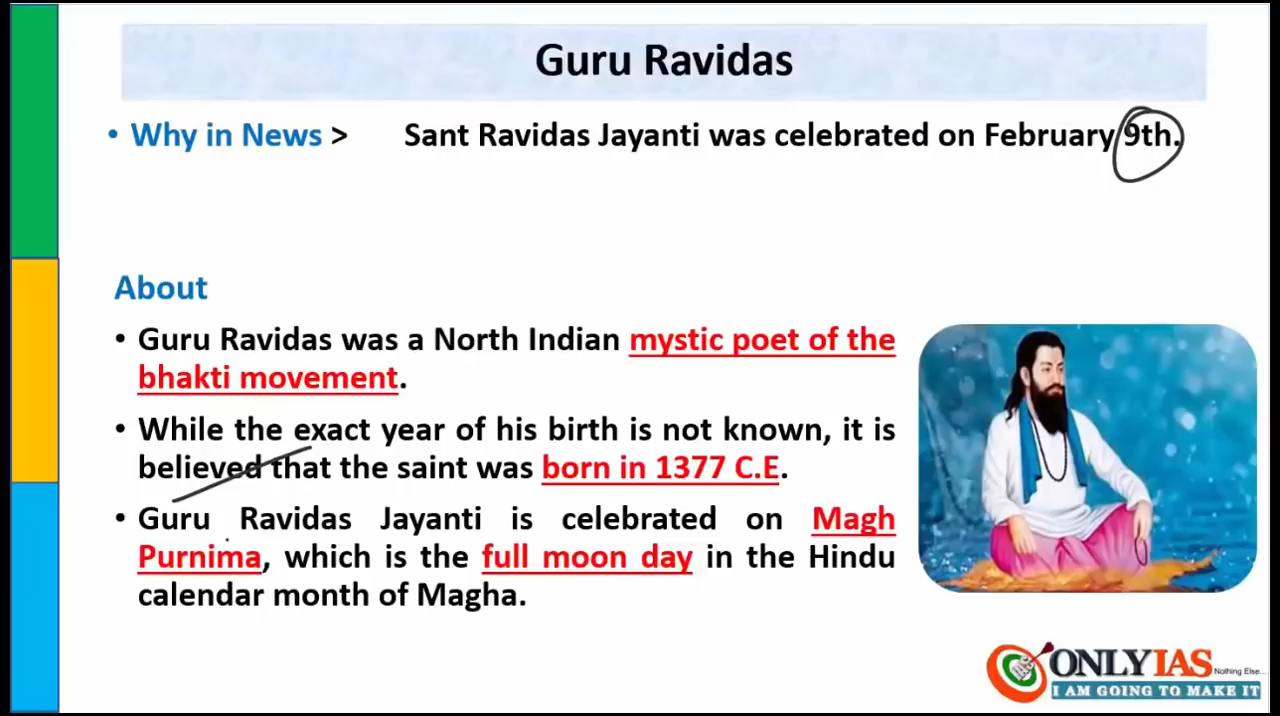 Guru Ravidas
• Why in News > Sant Ravidas Jayanti was celebrated on February 9th.
About
• Guru Ravidas was a North Indian mystic poet of the
bhakti movement.
• While the exact year of his birth is not known, it is
believed that the saint was born in 1377 C.E.
• Guru Ravidas Jayanti is celebrated on Magh
Purnima, which is the full moon day in the Hindu
calendar month of Magha.
ONLYIAS Nothing Else...
I AM GOING TO MAKE IT